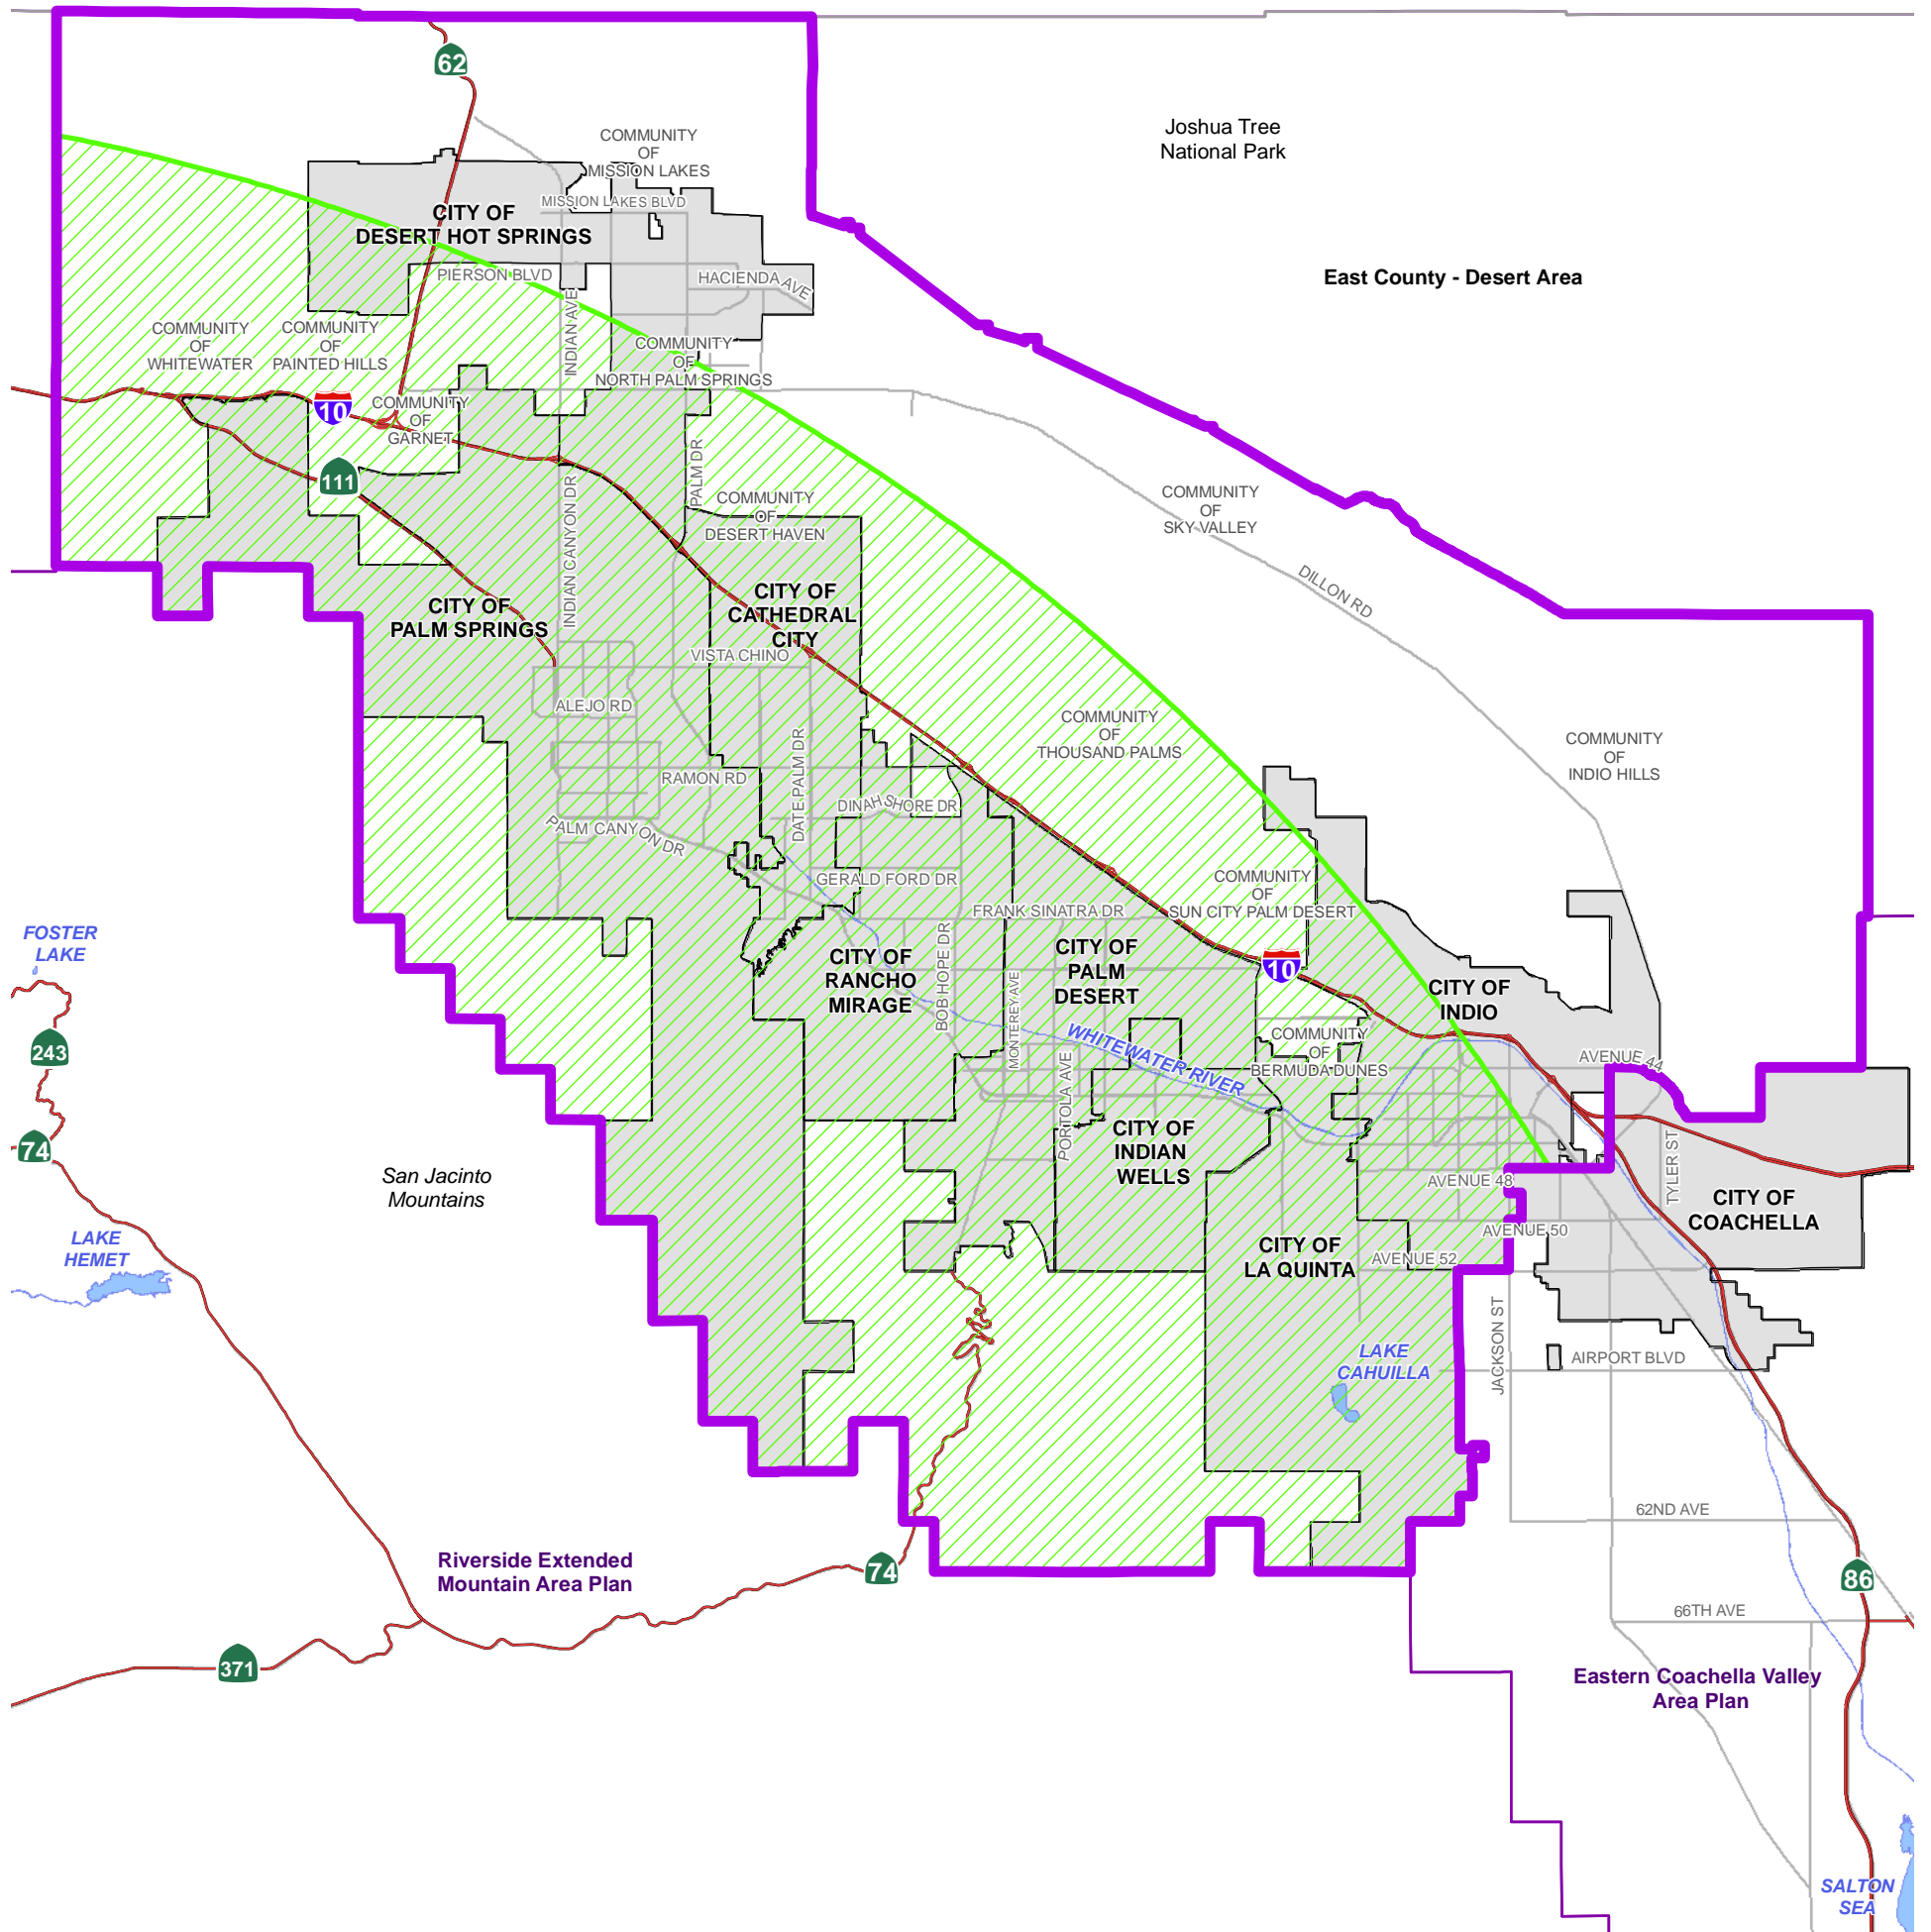 62
COMMUNITY
OF
MISSION LAKES
MISSION LAKES BLVD
Joshua Tree
National Park
CITY OF
DESERT HOT SPRINGS
PIERSON BLVD
HACIENDA AVE
East County - Desert Area
INDIAN AVE
COMMUNITY
OF
WHITEWATER
COMMUNITY
OF
PAINTED HILLS
COMMUNITY
OF
NORTH PALM SPRINGS
10
COMMUNITY
OF
GARNET
111
PALM DR
INDIAN CANYON DR
COMMUNITY
OF
DESERT HAVEN
COMMUNITY
OF
SKY VALLEY
DILLON RD
CITY OF
PALM SPRINGS
CITY OF
CATHEDRAL
CITY
VISTA CHINO
ALEJO RD
COMMUNITY
OF
THOUSAND PALMS
COMMUNITY
OF
INDIO HILLS
RAMON RD
DATE PALM DR
DINAH SHORE DR
PALM CANYON DR
GERALD FORD DR
COMMUNITY
OF
SUN CITY PALM DESERT
FRANK SINATRA DR
FOSTER
LAKE
CITY OF
RANCHO
MIRAGE
BOB HOPE DR
MONTEREY AVE
CITY OF
PALM
DESERT
10
CITY OF
INDIO
243
WHITEWATER RIVER
COMMUNITY
OF
BERMUDA DUNES
AVENUE 44
PORTOLA AVE
74
CITY OF
INDIAN
WELLS
San Jacinto
Mountains
AVENUE 48
TYLER ST
CITY OF
COACHELLA
AVENUE 50
LAKE
HEMET
CITY OF
LA QUINTA
AVENUE 52
JACKSON ST
LAKE
CAHUILLA
AIRPORT BLVD
62ND AVE
Riverside Extended
Mountain Area Plan
74
86
66TH AVE
371
Eastern Coachella Valley
Area Plan
SALTON
SEA